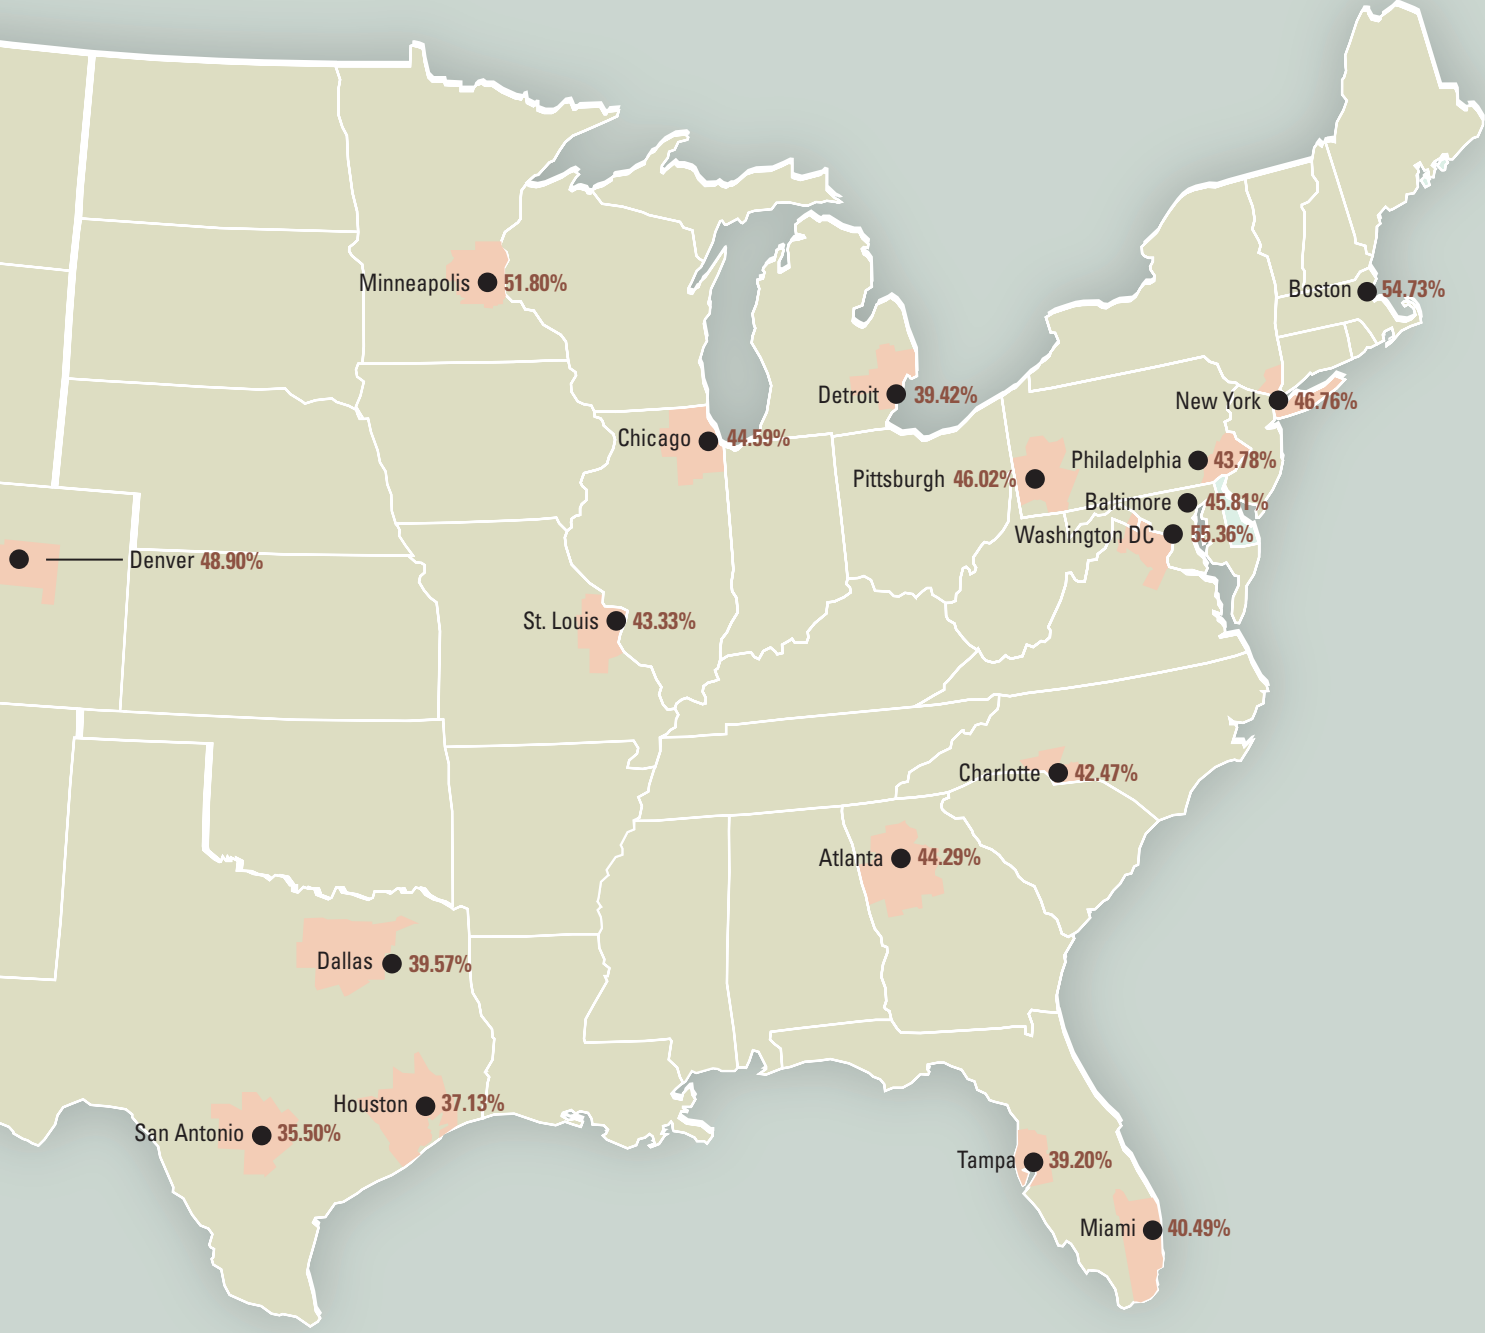 Minneapolis 51.80%
Boston 54.73%
Detroit 39.42%
New York 46.76%
Chicago 44.59%
Philadelphia 43.78%
Pittsburgh 46.02%
Baltimore 45.81%
Washington DC 55.36%
Denver 48.90%
St. Louis 43.33%
Charlotte 42.47%
Atlanta 44.29%
Dallas 39.57%
Houston 37.13%
San Antonio 35.50%
Tampa 39.20%
Miami 40.49%